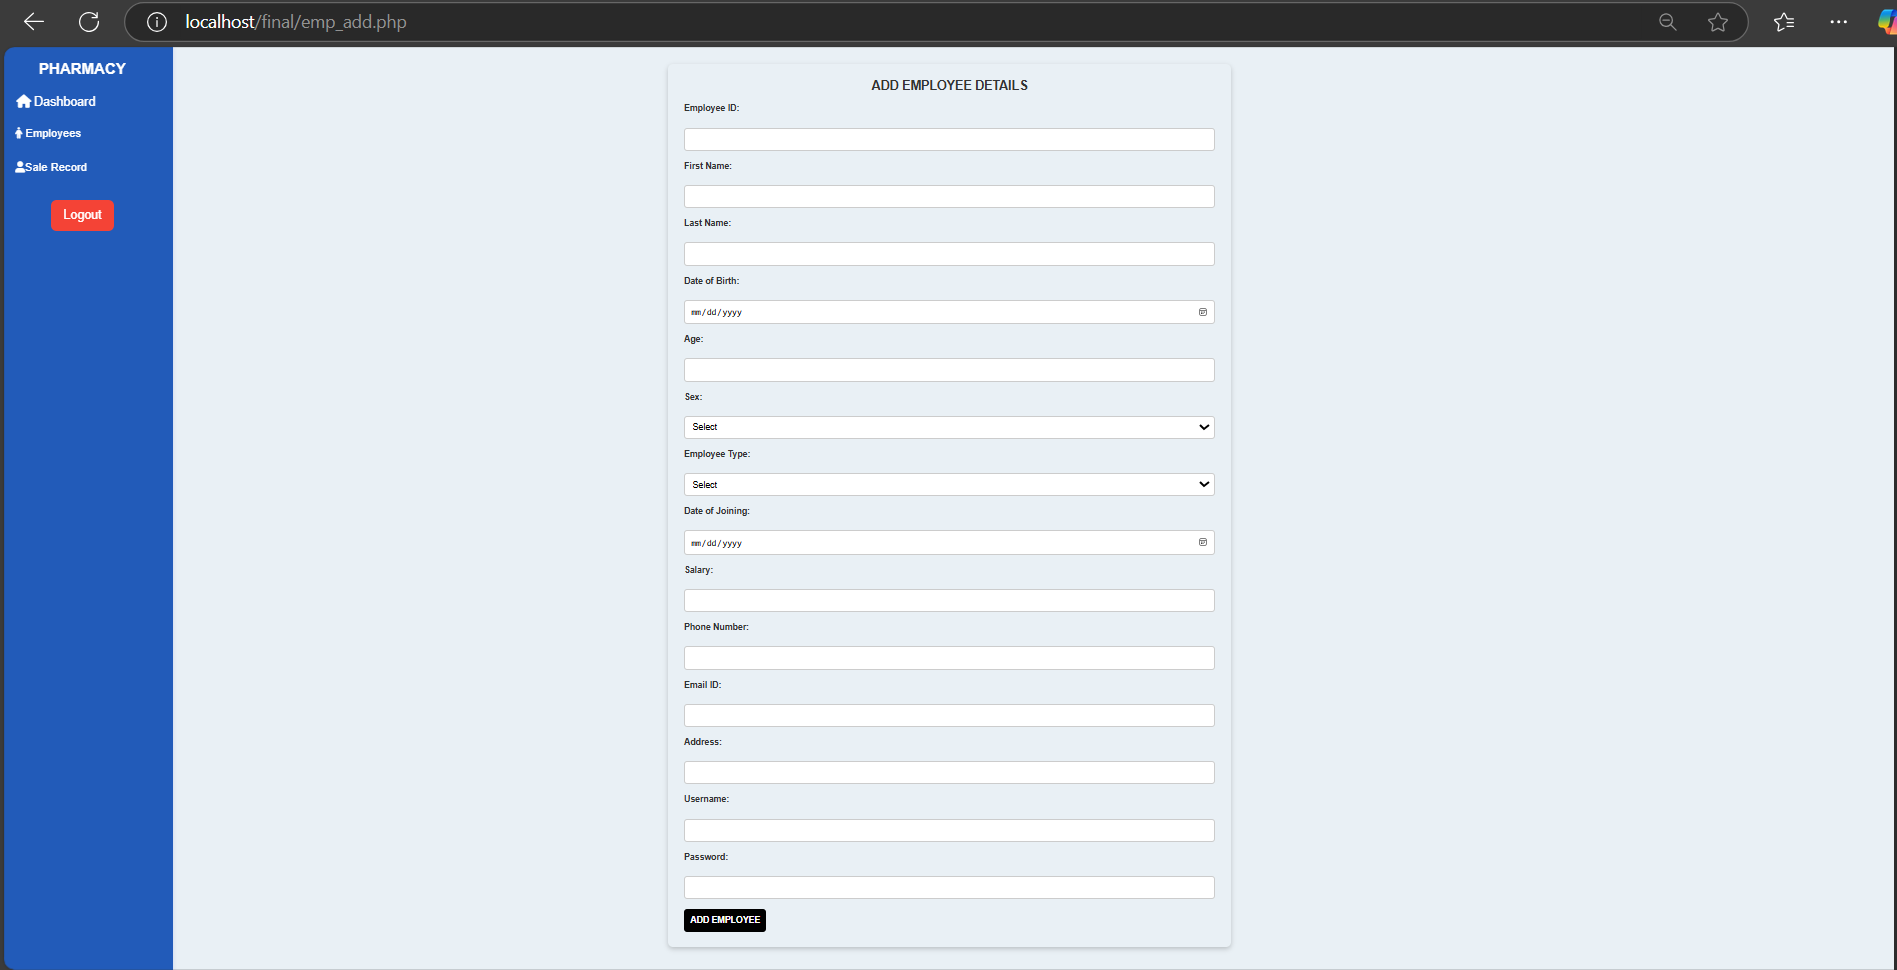 localhost/final/emp_add.php
PHARMACY
Dashboard
Employees
Sale Record
Logout
ADD EMPLOYEE DETAILS
Employee ID:
First Name:
Last Name:
Date of Birth:
mm/dd/yyyy
Age:
Sex:
Select
Employee Type:
Select
Date of Joining:
mm/dd/yyyy
Salary:
Phone Number:
Email ID:
Address:
Username:
Password:
ADD EMPLOYEE